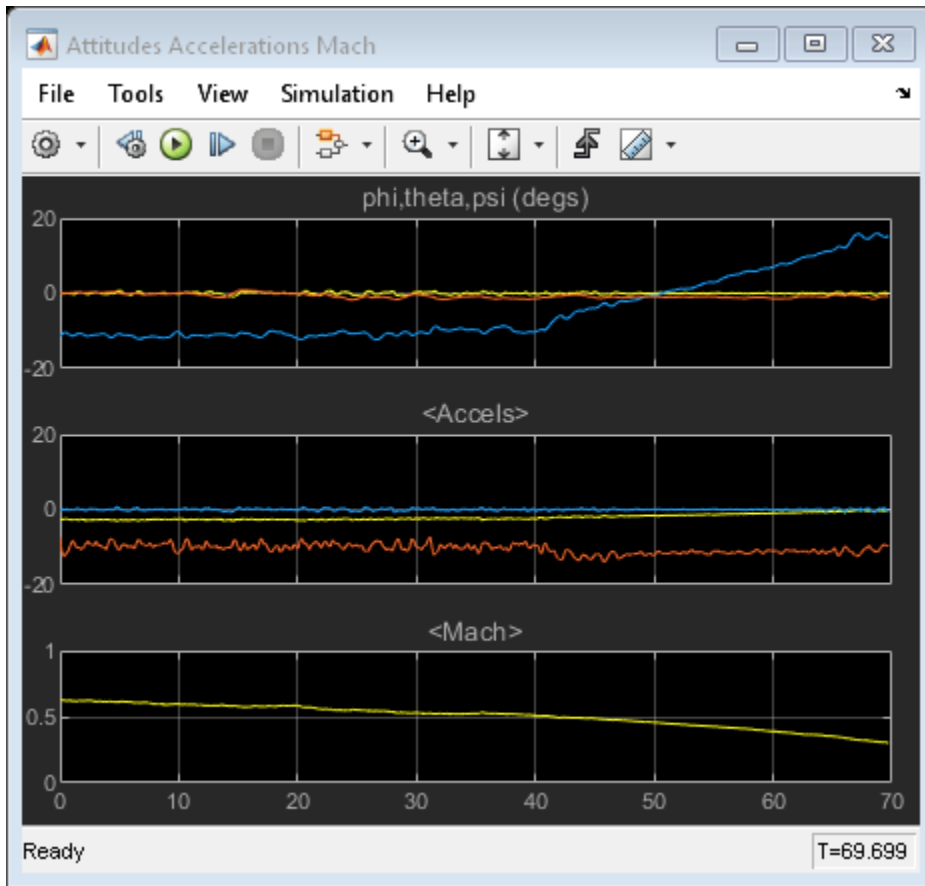 Attitudes Accelerations Mach
File Tools View Simulation Help
phi,theta,psi (degs)
20
0
-20
<Accels>
20
0
-20
<Mach>
1
0.5
0
0 10 20 30 40 50 60 70
Ready T=69.699